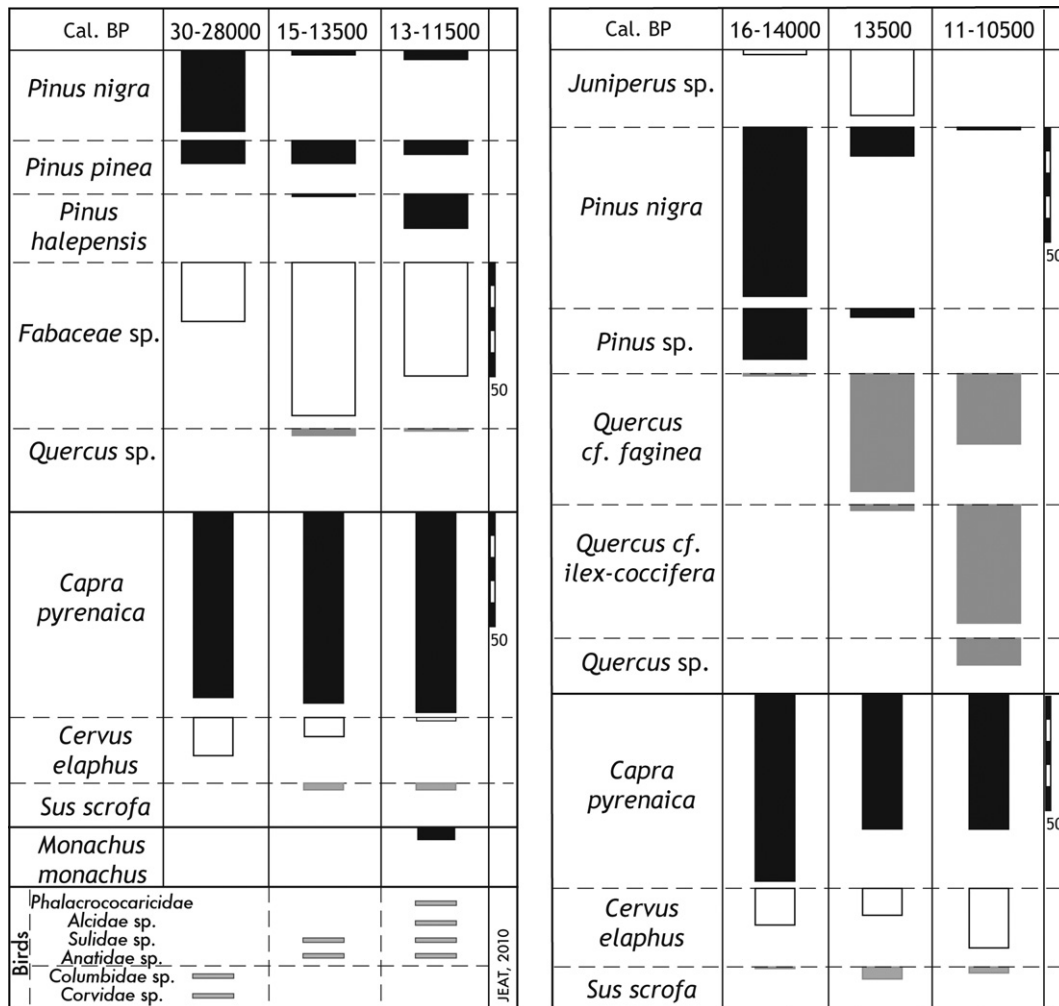 Cal. BP 30-28000 15-13500 13-11500
Pinus nigra
Pinus pinea
Pinus
halepensis
Fabaceae sp.
50
Quercus sp.
Capra
pyrenaica
50
Cervus
elaphus
Sus scrofa
Monachus
monachus
Birds
Phalacrococaricidae
Alcidae sp.
Sulidae sp.
Anatidae sp.
Columbidae sp.
Corvidae sp.
JEAT, 2010
Cal. BP 16-14000 13500 11-10500
Juniperus sp.
Pinus nigra
50
Pinus sp.
Quercus
cf. faginea
Quercus cf.
ilex-coccifera
Quercus sp.
Capra
pyrenaica
50
Cervus
elaphus
Sus scrofa